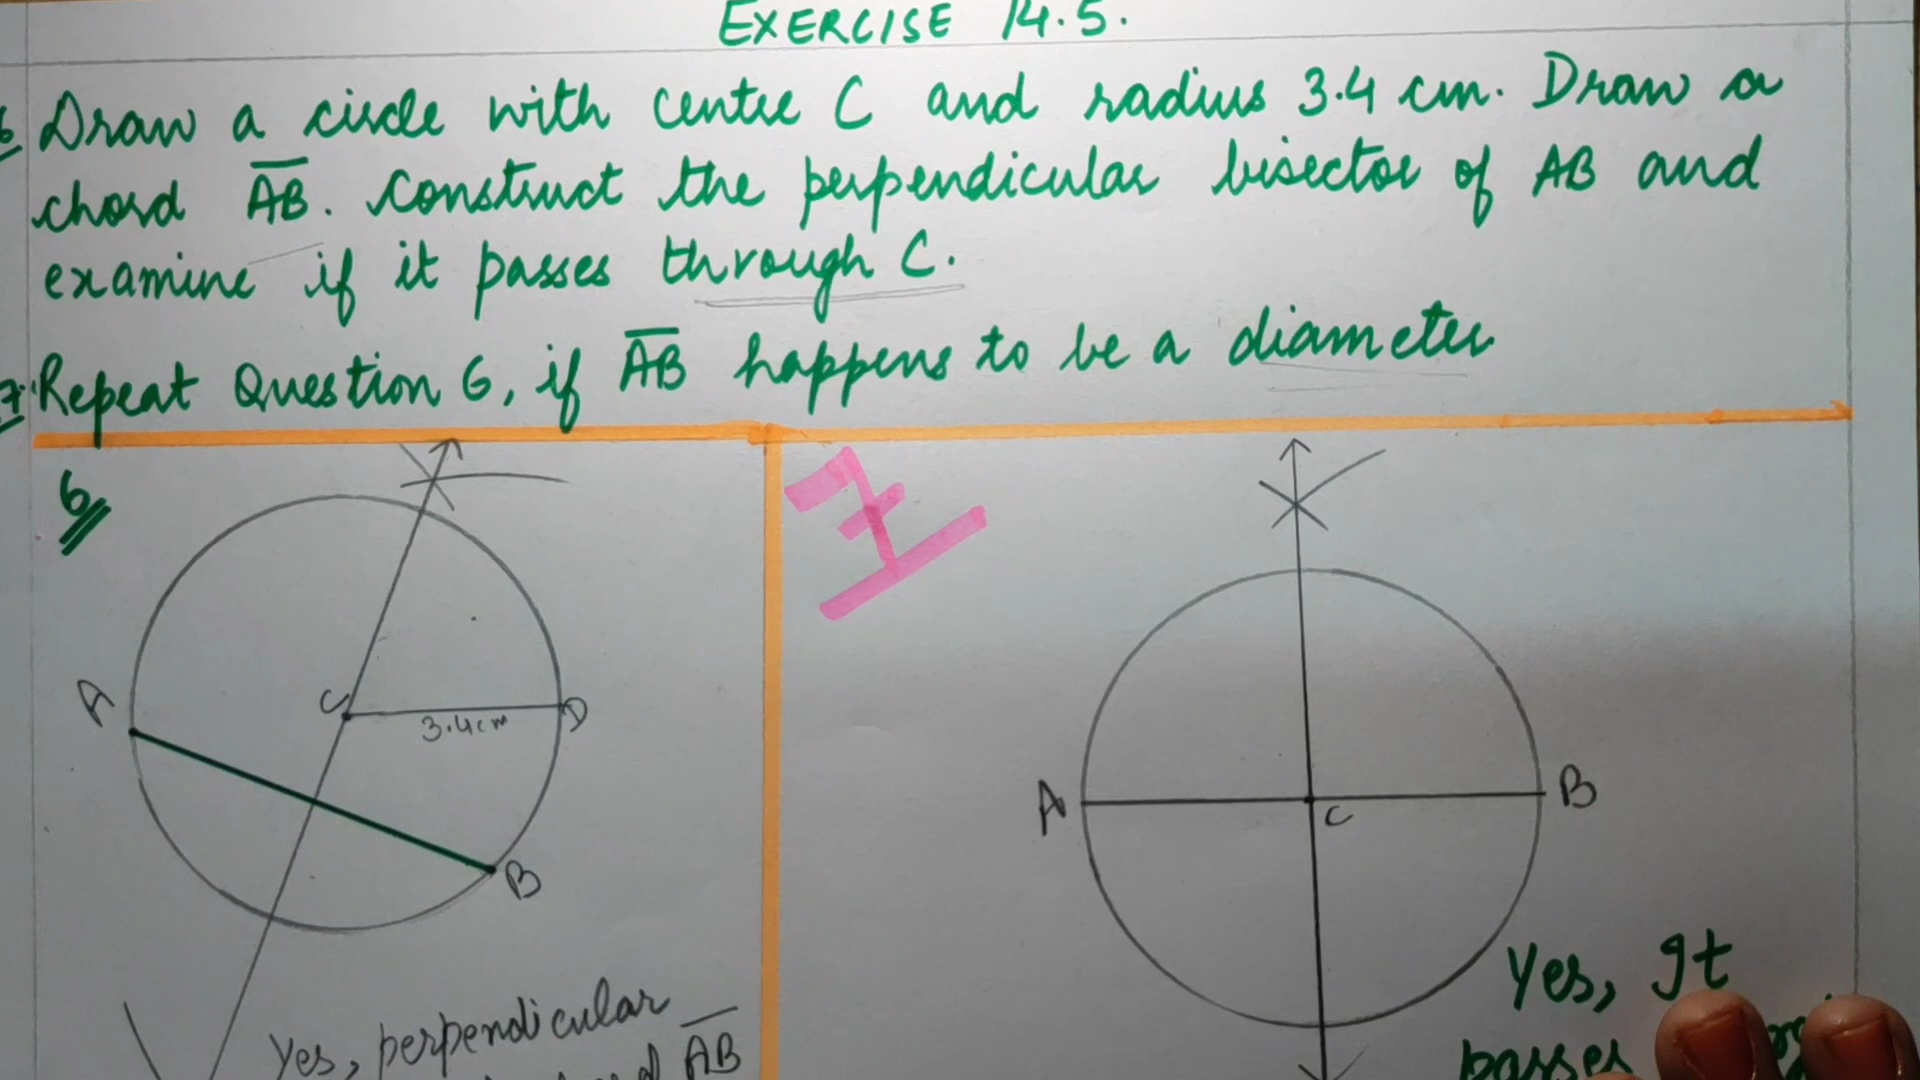 EXERCISE 14.5.
6 Draw a circle with centre C and radius 3.4 cm. Draw a
chord AB. Construct the perpendicular bisector of AB and
examine if it passes through C.
7. Repeat Question 6, if AB happens to be a diameter
6
7
A
C
3.4cm
D
B
A
C
B
Yes, perpendicular
AB
Yes, It
passes